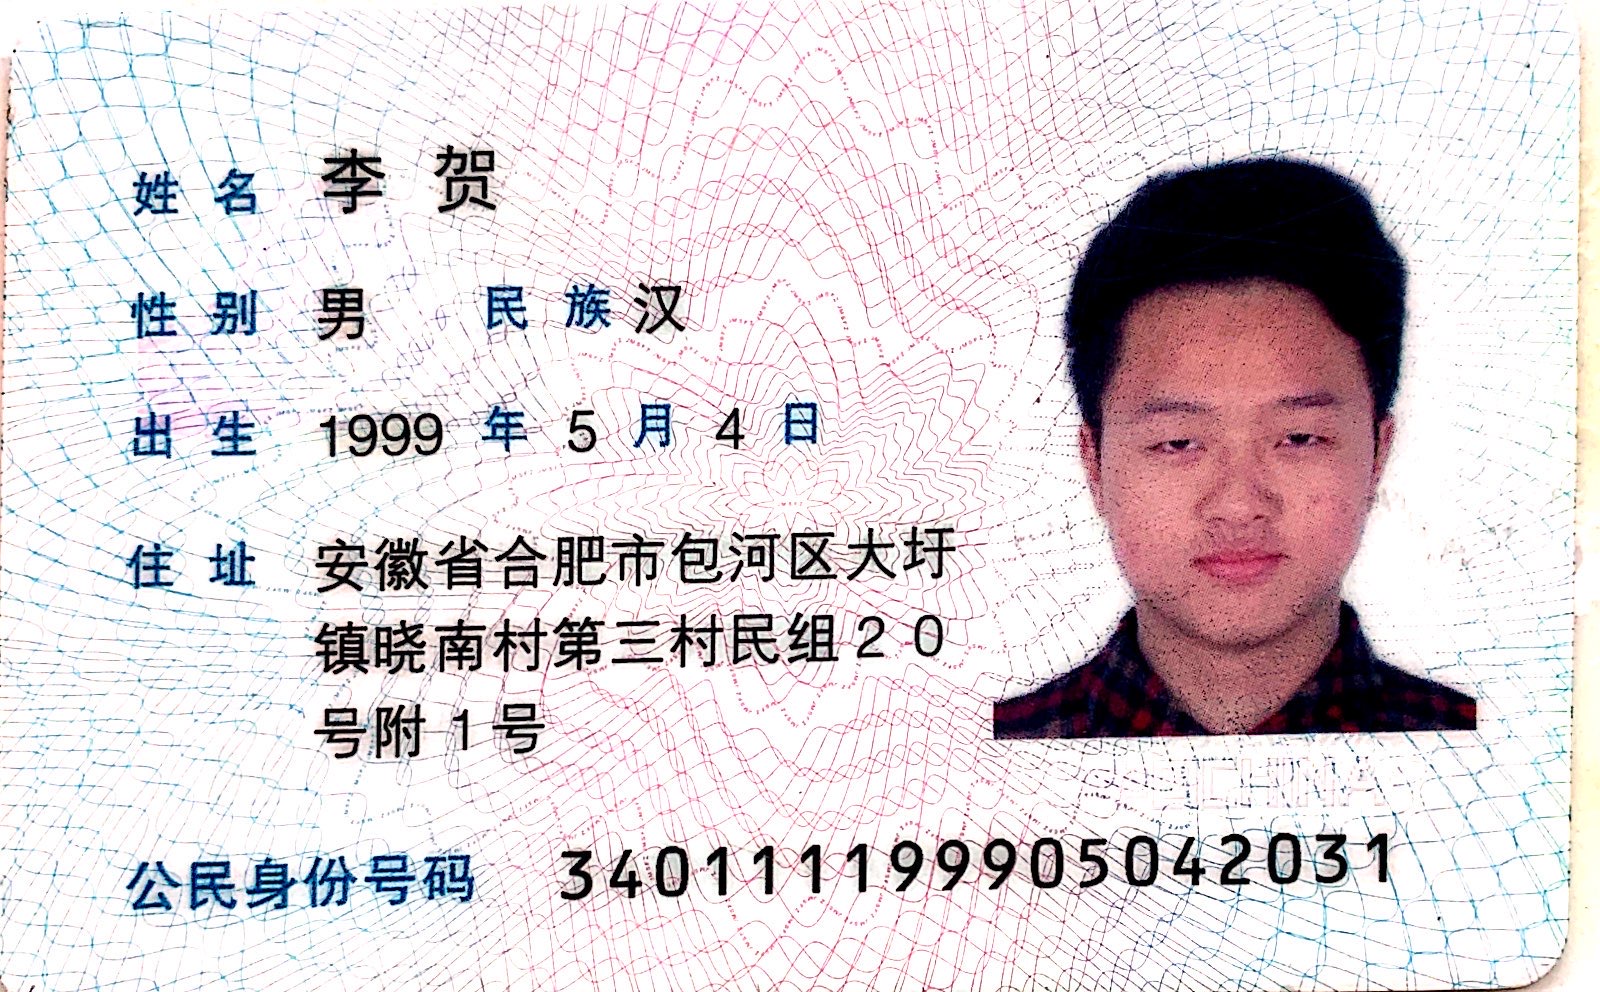 姓名 李贺
性别 男 民族 汉
出生 1999 年 5 月 4 日
住址 安徽省合肥市包河区大圩
镇晓南村第三村民组20
号附1号
公民身份号码 340111199905042031